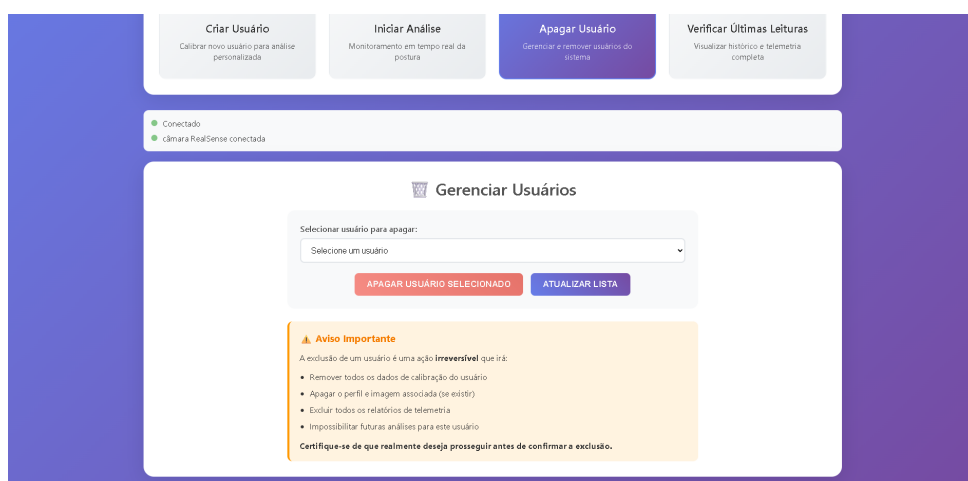 Criar Usuário
Calibrar novo usuário para análise
personalizada
Iniciar Análise
Monitoramento em tempo real da
postura
Apagar Usuário
Gerenciar e remover usuários do
sistema
Verificar Últimas Leituras
Visualizar histórico e telemetria
completa
Conectado
câmara RealSense conectada
Gerenciar Usuários
Selecionar usuário para apagar:
Selecione um usuário
APAGAR USUÁRIO SELECIONADO
ATUALIZAR LISTA
Aviso Importante
A exclusão de um usuário é uma ação irreversível que irá:
• Remover todos os dados de calibração do usuário
• Apagar o perfil e imagem associada (se existir)
• Excluir todos os relatórios de telemetria
• Impossibilitar futuras análises para este usuário
Certifique-se de que realmente deseja prosseguir antes de confirmar a exclusão.